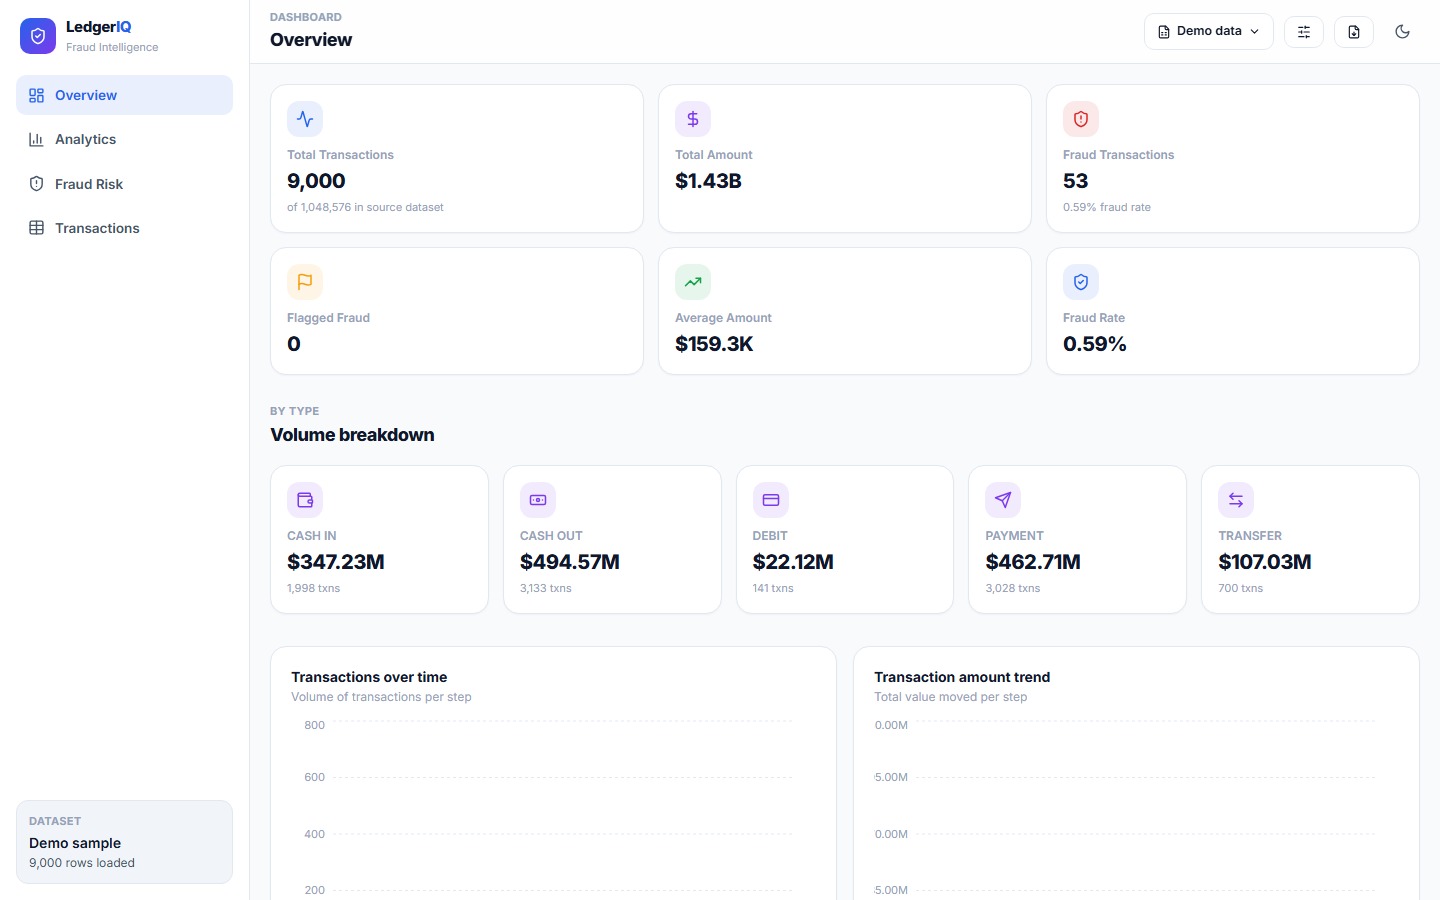 LedgerIQ
Fraud Intelligence
Overview
Analytics
Fraud Risk
Transactions
DATASET
Demo sample
9,000 rows loaded
DASHBOARD
Overview
Demo data
Total Transactions
9,000
of 1,048,576 in source dataset
Total Amount
$1.43B
Fraud Transactions
53
0.59% fraud rate
Flagged Fraud
0
Average Amount
$159.3K
Fraud Rate
0.59%
BY TYPE
Volume breakdown
CASH IN
$347.23M
1,998 txns
CASH OUT
$494.57M
3,133 txns
DEBIT
$22.12M
141 txns
PAYMENT
$462.71M
3,028 txns
TRANSFER
$107.03M
700 txns
Transactions over time
Volume of transactions per step
800
600
400
200
Transaction amount trend
Total value moved per step
0.00M
5.00M
0.00M
5.00M